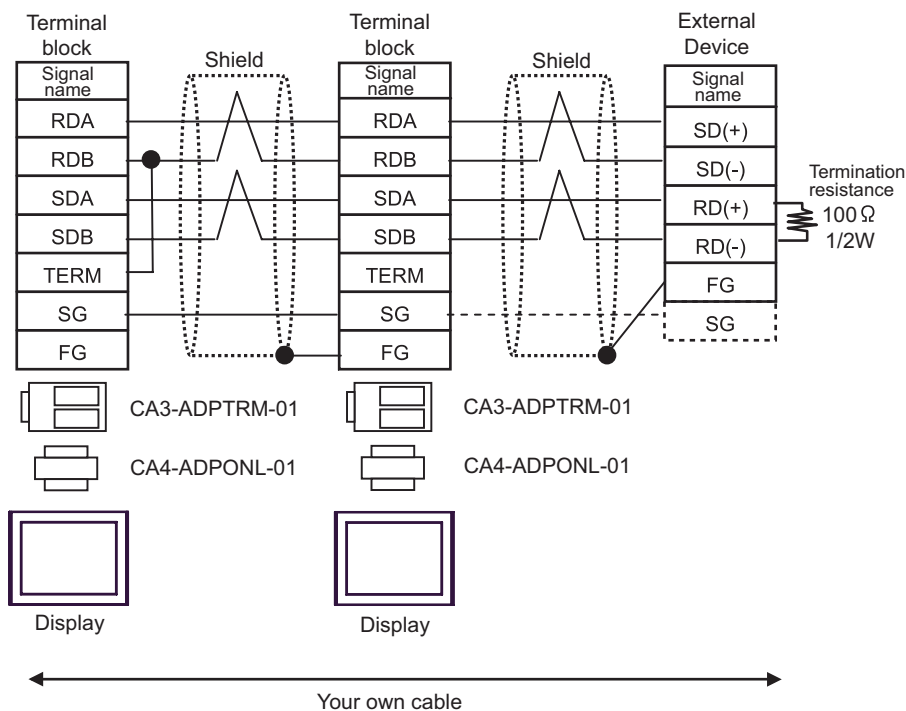 Terminal
block
Signal
name
RDA
RDB
SDA
SDB
TERM
SG
FG
Shield
Terminal
block
Signal
name
RDA
RDB
SDA
SDB
TERM
SG
FG
Shield
External
Device
Signal
name
SD(+)
SD(-)
RD(+)
RD(-)
FG
SG
Termination
resistance
100Ω
1/2W
CA3-ADPTRM-01
CA4-ADPONL-01
Display
CA3-ADPTRM-01
CA4-ADPONL-01
Display
Your own cable